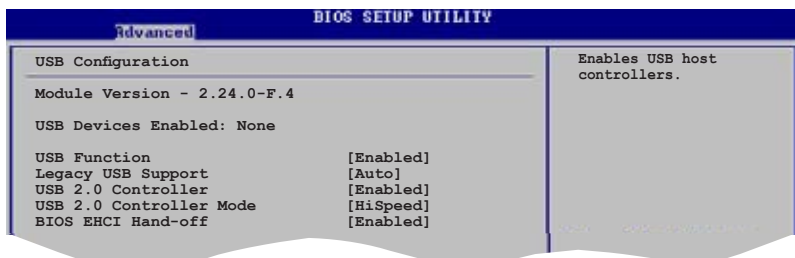 BIOS SETUP UTILITY
Advanced
USB Configuration
Module Version - 2.24.0-F.4
USB Devices Enabled: None
USB Function [Enabled]
Legacy USB Support [Auto]
USB 2.0 Controller [Enabled]
USB 2.0 Controller Mode [HiSpeed]
BIOS EHCI Hand-off [Enabled]
Enables USB host
controllers.